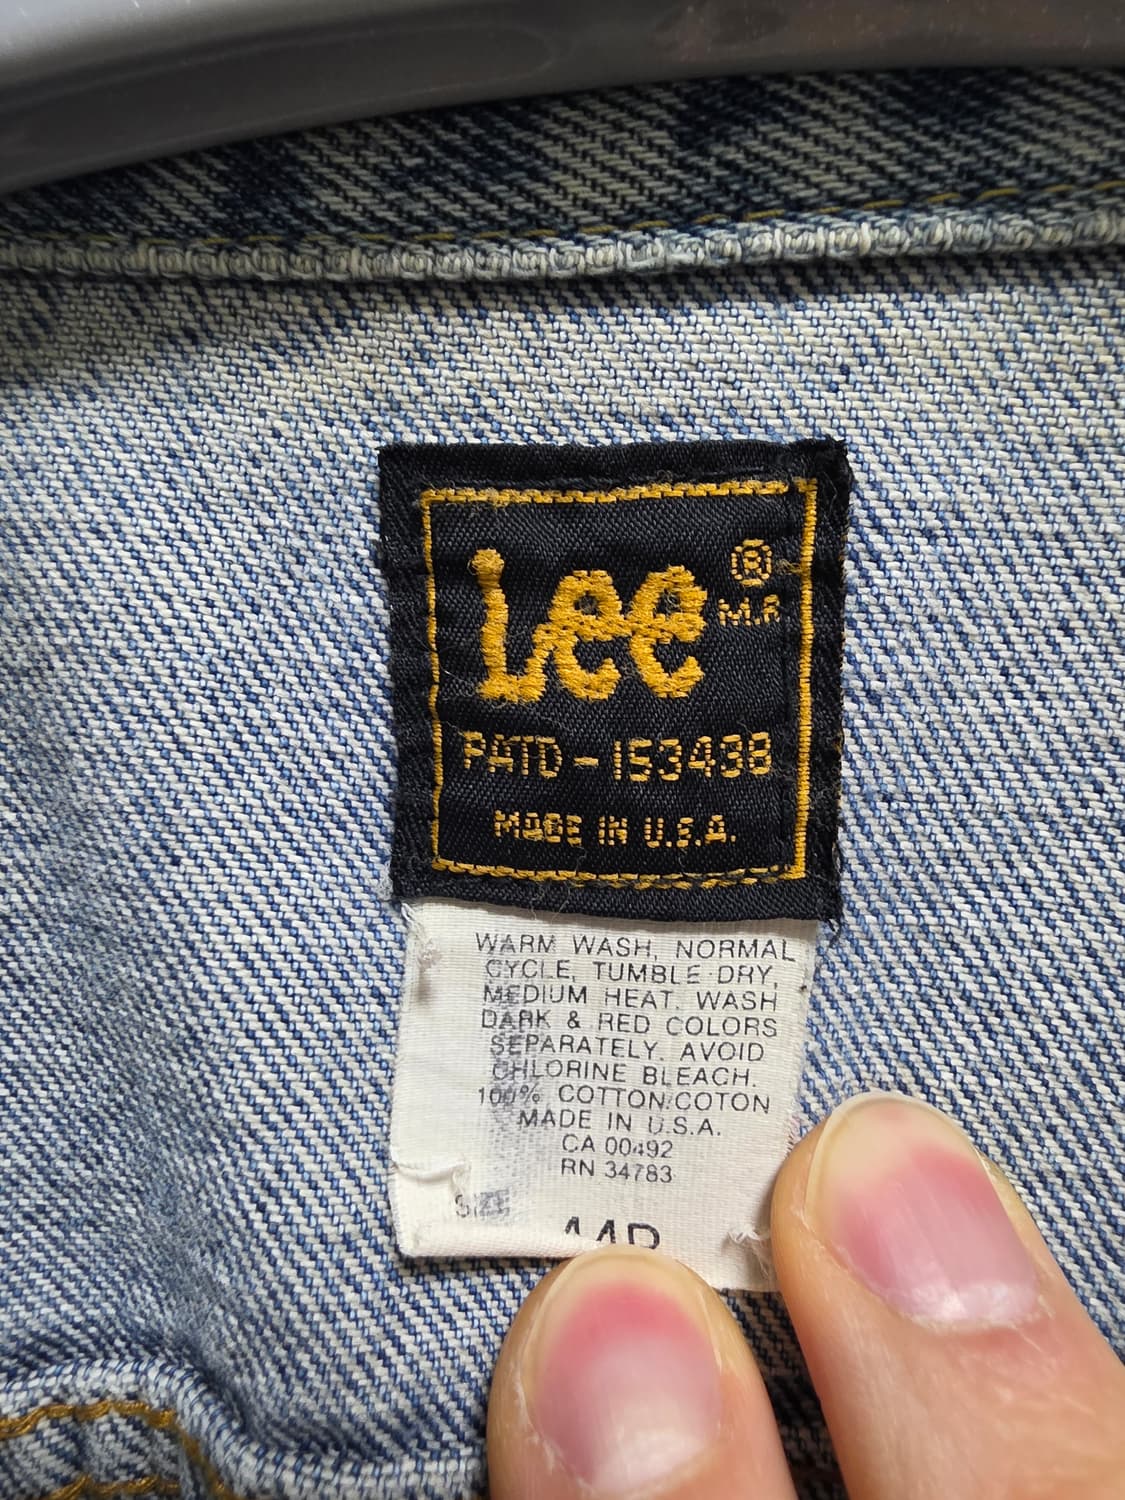 Lee ® M.R
PATD-153438
MADE IN U.S.A.
WARM WASH, NORMAL
CYCLE, TUMBLE DRY,
MEDIUM HEAT. WASH
DARK & RED COLORS
SEPARATELY. AVOID
CHLORINE BLEACH.
100% COTTON/COTON
MADE IN U.S.A.
CA 00492
RN 34783
SIZE
44R